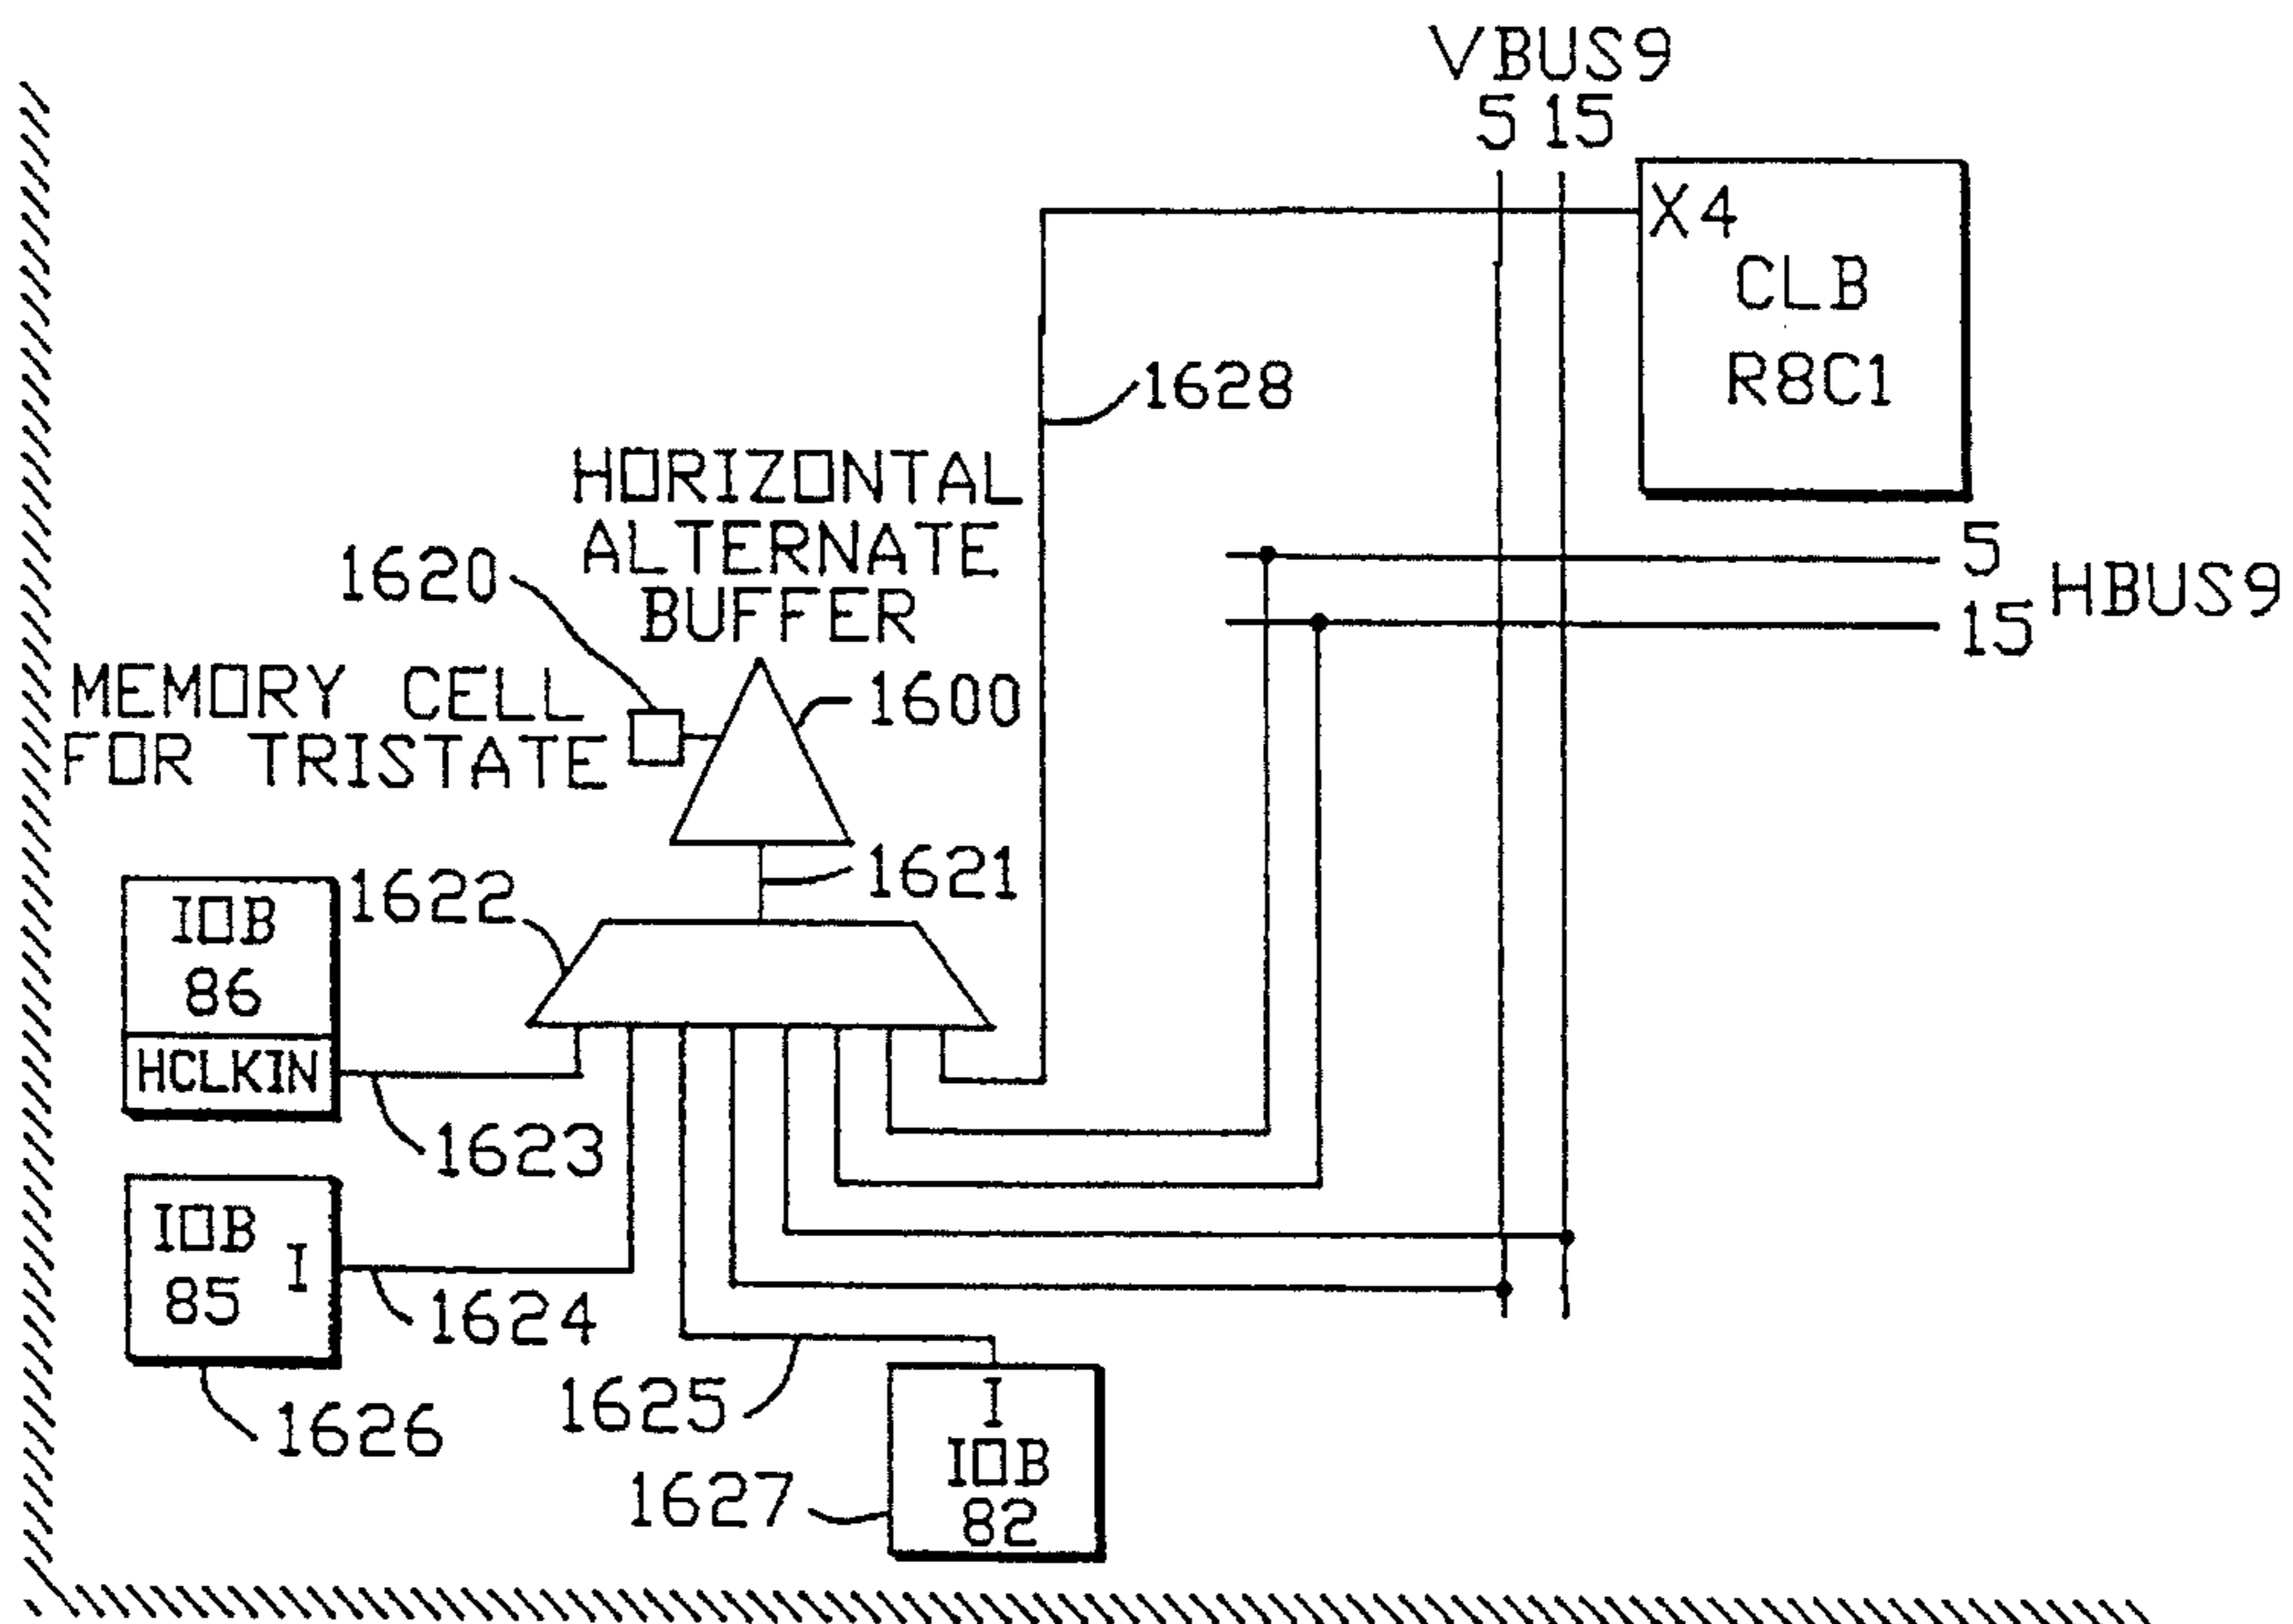 VBUS9
5 15
X4
CLB
R8C1
1628
HORIZONTAL
ALTERNATE
BUFFER
1620
5
15
HBUS9
MEMORY CELL
FOR TRISTATE
1600
1621
1622
IOB
86
HCLKIN
1623
IOB
85
I
1624
1626
1625
I
IOB
82
1627